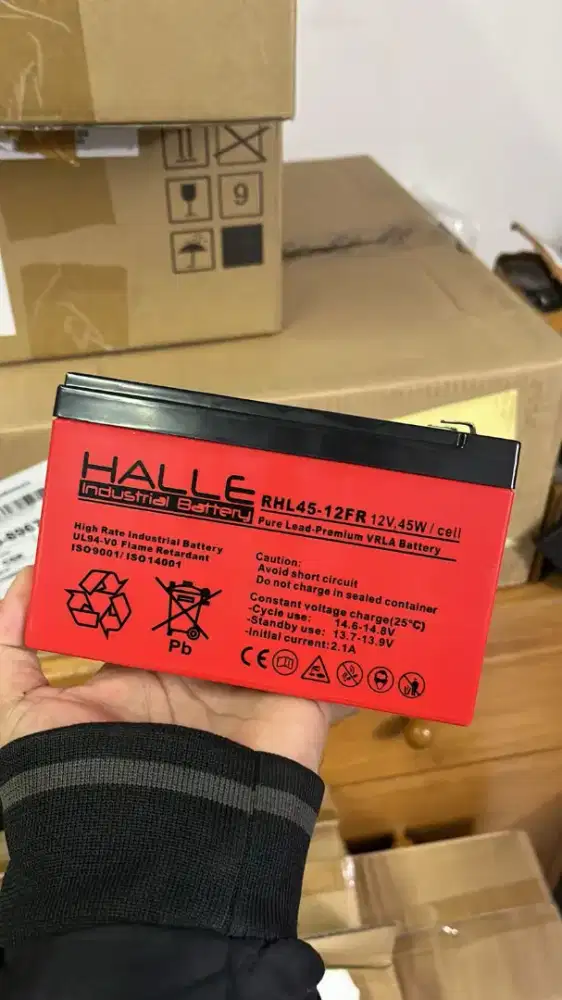 9
HALLE
Industrial Battery
RHL45-12FR 12V,45W / cell
Pure Lead-Premium VRLA Battery
High Rate Industrial Battery
UL94-V0 Flame Retardant
ISO9001/ ISO14001
Caution:
Avoid short circuit
Do not charge in sealed container
Constant voltage charge(25℃)
-Cycle use: 14.6-14.8V
-Standby use: 13.7-13.9V
-Initial current: 2.1A
Pb
CE